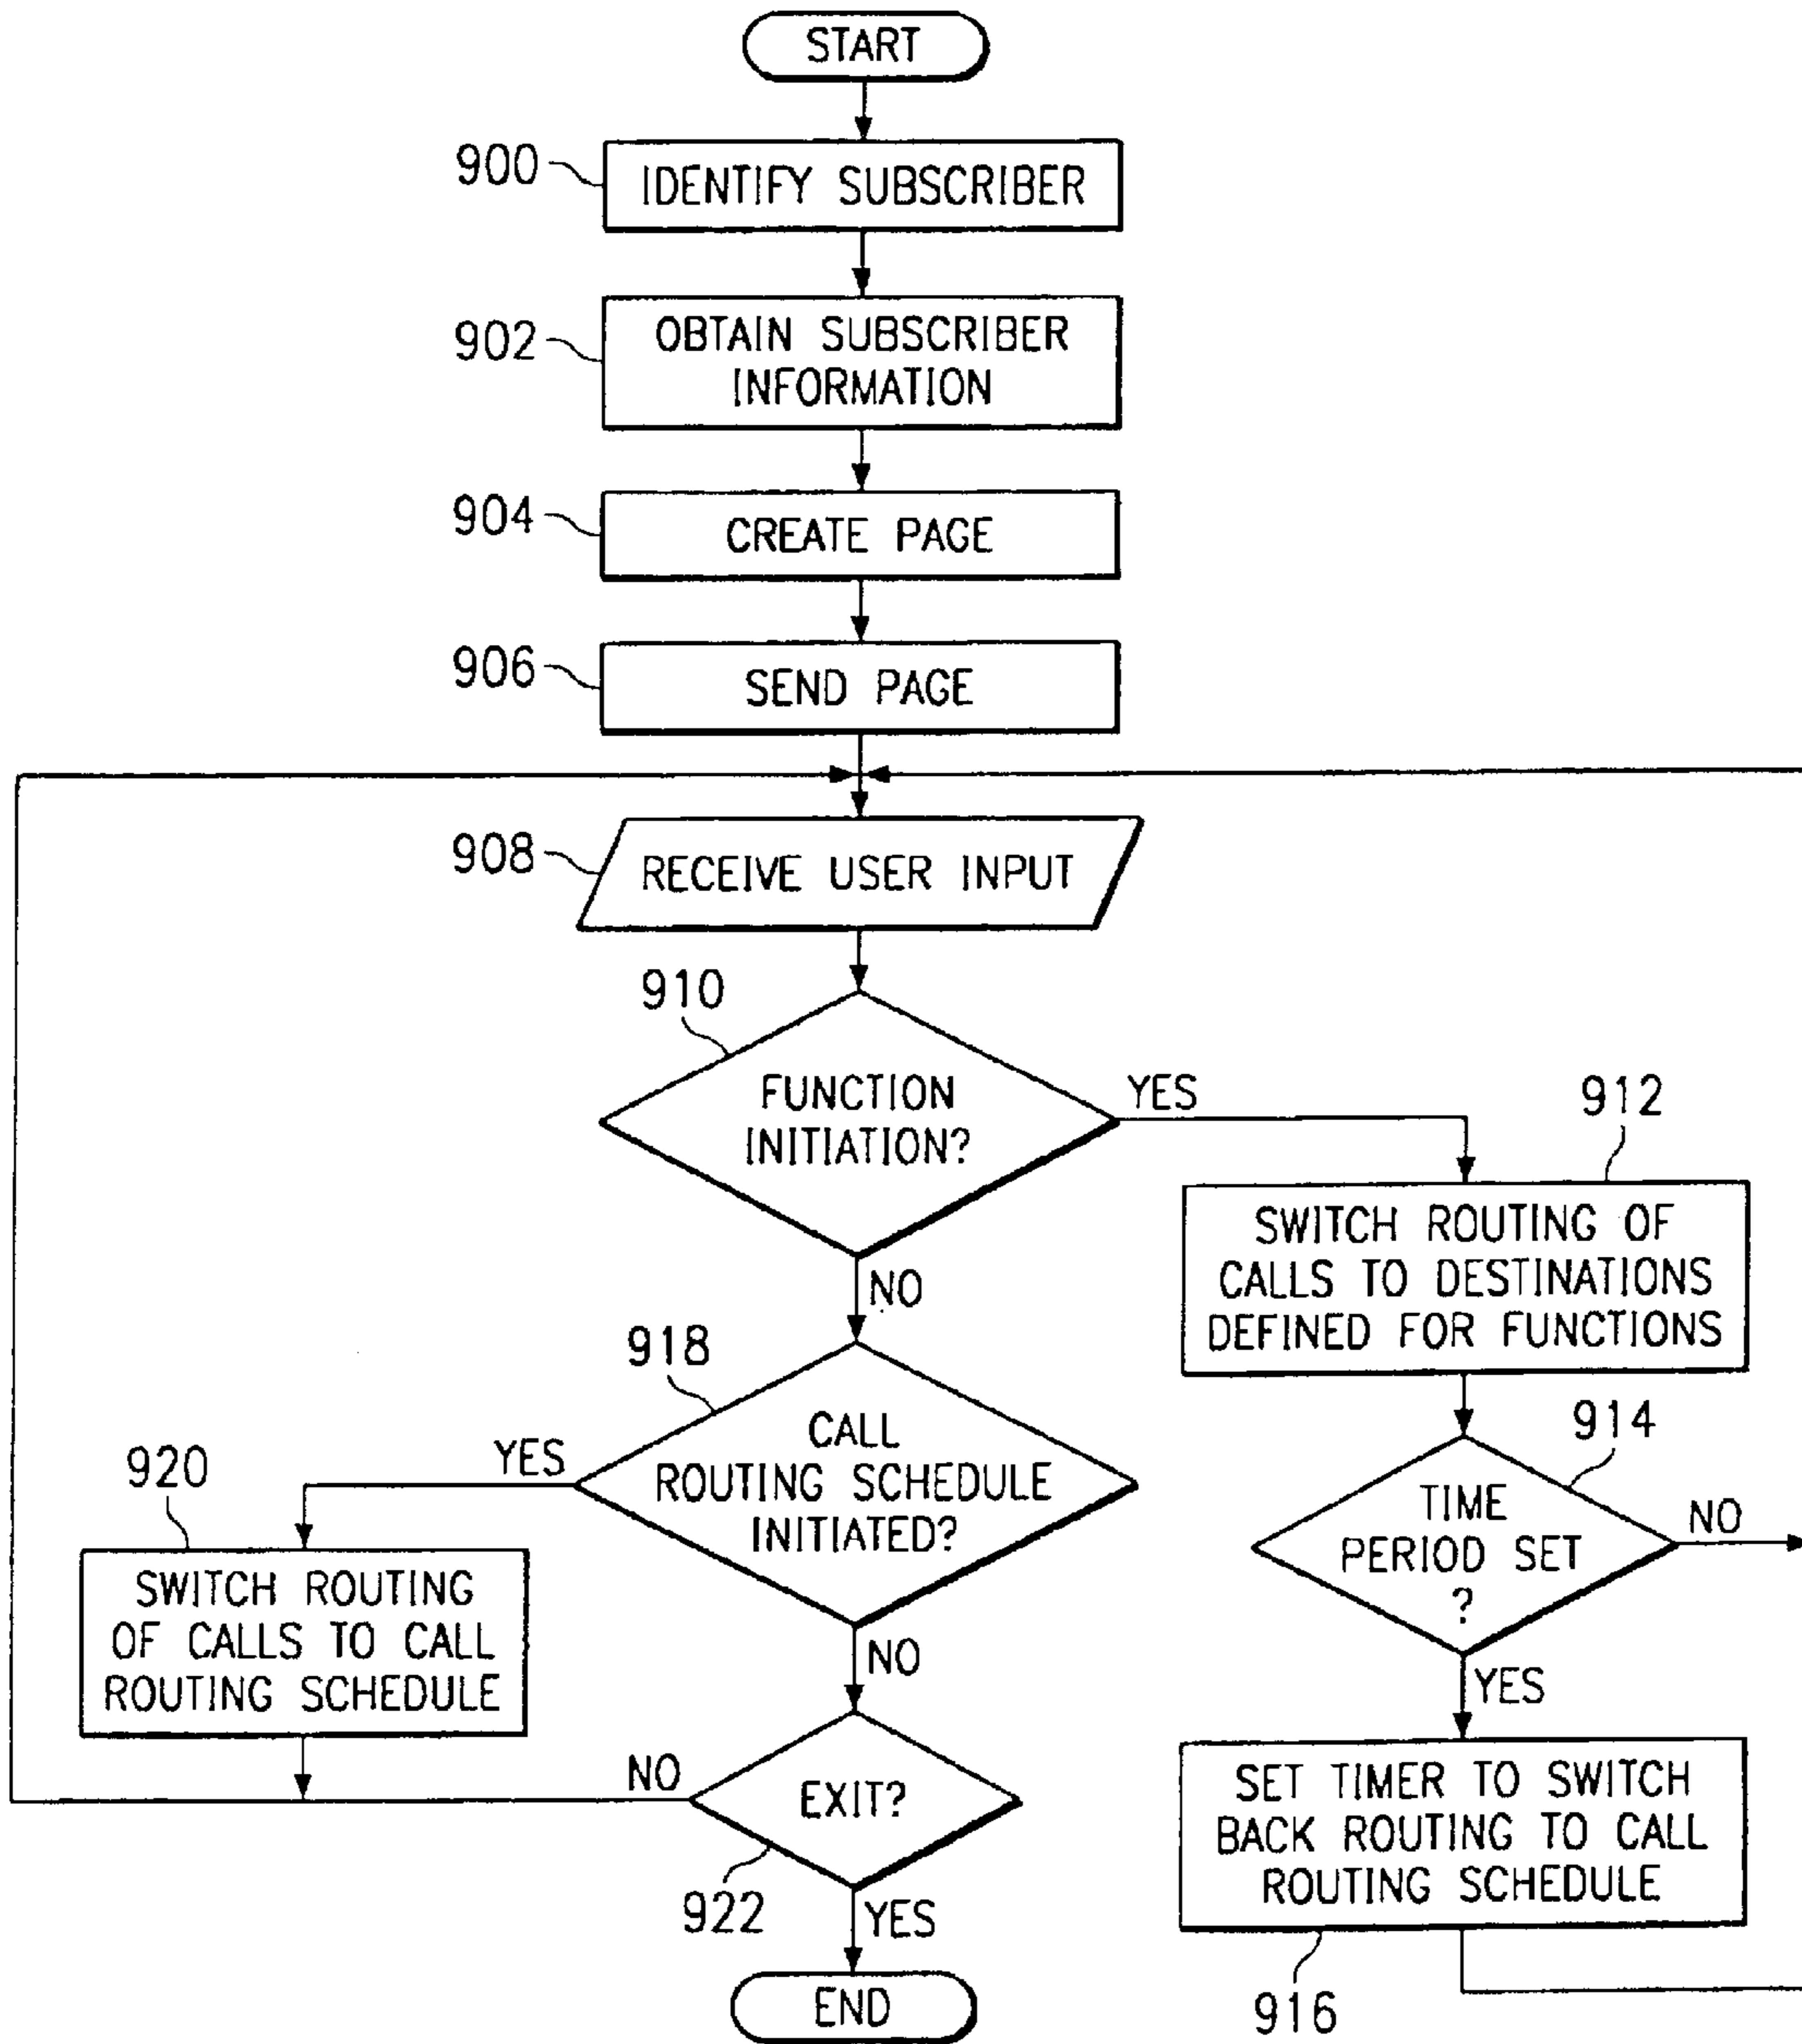 START
900
IDENTIFY SUBSCRIBER
902
OBTAIN SUBSCRIBER
INFORMATION
904
CREATE PAGE
906
SEND PAGE
908
RECEIVE USER INPUT
910
FUNCTION
INITIATION?
YES
NO
912
SWITCH ROUTING OF
CALLS TO DESTINATIONS
DEFINED FOR FUNCTIONS
914
TIME
PERIOD SET
?
NO
YES
SET TIMER TO SWITCH
BACK ROUTING TO CALL
ROUTING SCHEDULE
916
918
CALL
ROUTING SCHEDULE
INITIATED?
YES
NO
920
SWITCH ROUTING
OF CALLS TO CALL
ROUTING SCHEDULE
EXIT?
NO
922
YES
END